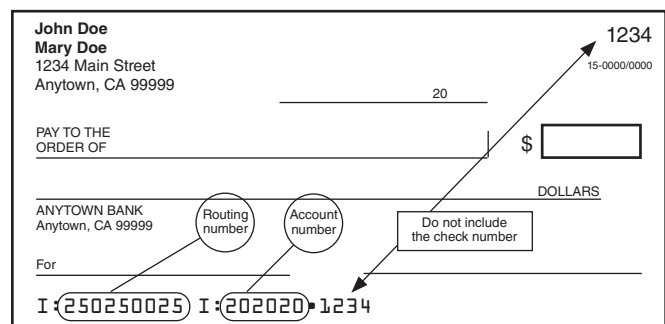 John Doe
Mary Doe
1234 Main Street
Anytown, CA 99999
1234
15-0000/0000
20
PAY TO THE
ORDER OF
$
DOLLARS
ANYTOWN BANK
Anytown, CA 99999
Routing
number
Account
number
Do not include
the check number
For
I:250250025 I:202020"'1234